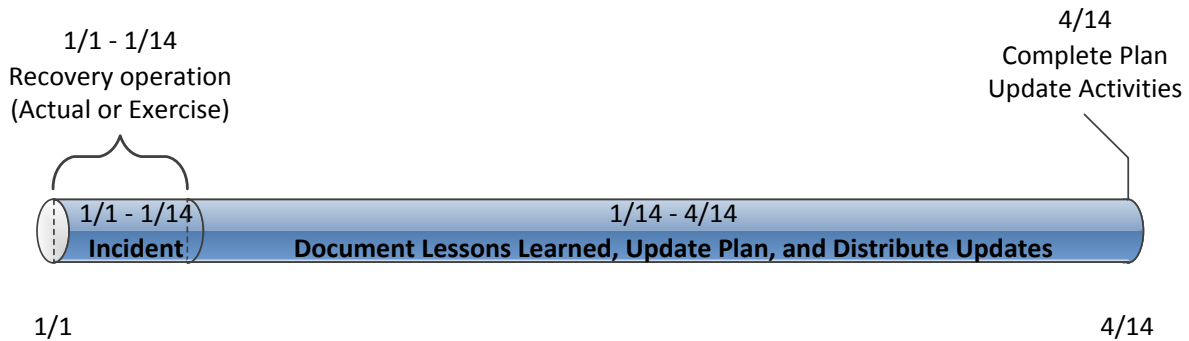 4/14
Complete Plan
Update Activities
1/1 - 1/14
Recovery operation
(Actual or Exercise)
1/1 - 1/14
Incident
1/14 - 4/14
Document Lessons Learned, Update Plan, and Distribute Updates
1/1
4/14